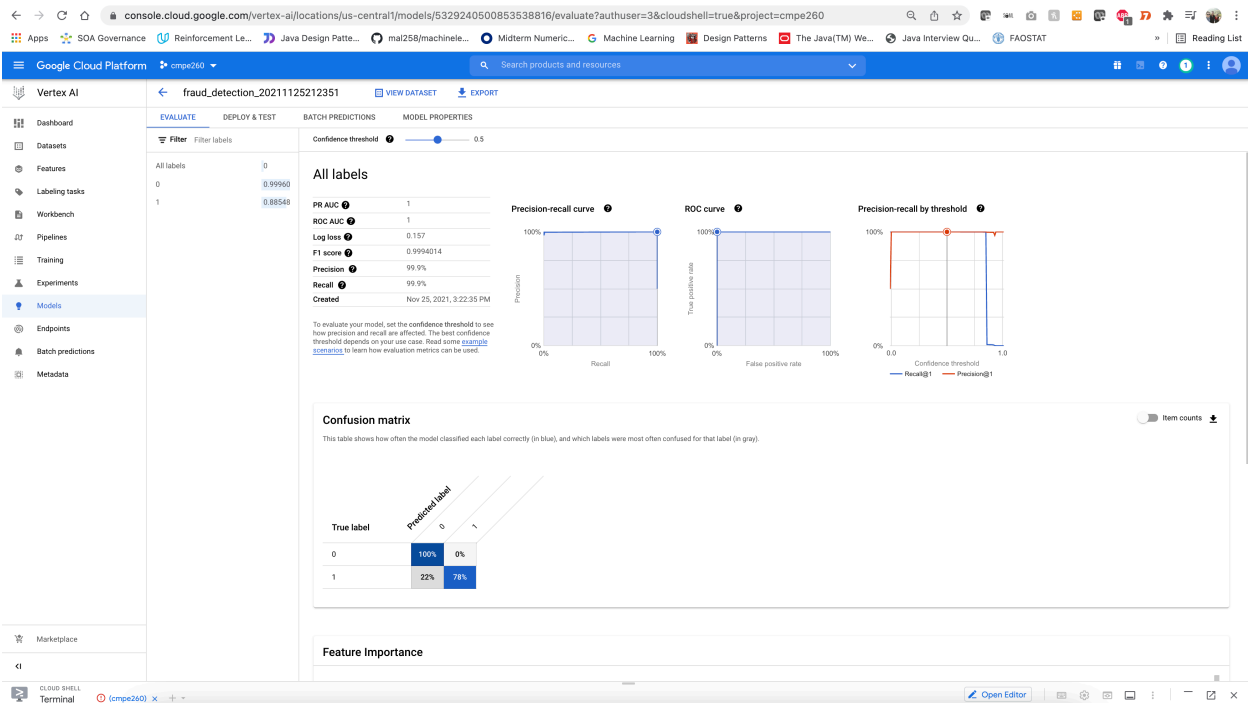 console.cloud.google.com/vertex-ai/locations/us-central1/models/5329240500853538816/evaluate?authuser=3&cloudshell=true&project=cmpe260
Apps SOA Governance Reinforcement Le... Java Design Patte... mal258/machinele... Midterm Numeric... Machine Learning Design Patterns The Java(TM) We... Java Interview Qu... FAOSTAT » Reading List
Google Cloud Platform cmpe260 Search products and resources 1
Vertex AI
fraud_detection_20211125212351 VIEW DATASET EXPORT
EVALUATE DEPLOY & TEST BATCH PREDICTIONS MODEL PROPERTIES
Dashboard
Datasets
Features
Labeling tasks
Workbench
Pipelines
Training
Experiments
Models
Endpoints
Batch predictions
Metadata
Marketplace
Filter Filter labels
All labels 0
0 0.99960
1 0.88548
Confidence threshold 0.5
All labels
PR AUC 1
ROC AUC 1
Log loss 0.157
F1 score 0.9994014
Precision 99.9%
Recall 99.9%
Created Nov 25, 2021, 3:22:35 PM
To evaluate your model, set the confidence threshold to see
how precision and recall are affected. The best confidence
threshold depends on your use case. Read some example
scenarios to learn how evaluation metrics can be used.
Precision-recall curve
100%
Precision
0%
0% 100%
Recall
ROC curve
100%
True positive rate
0%
0% 100%
False positive rate
Precision-recall by threshold
100%
0%
0.0 1.0
Confidence threshold
Recall@1 Precision@1
Confusion matrix
Item counts
This table shows how often the model classified each label correctly (in blue), and which labels were most often confused for that label (in gray).
True label Predicted label 0 1
0 100% 0%
1 22% 78%
Feature Importance
CLOUD SHELL
Terminal (cmpe260) Open Editor